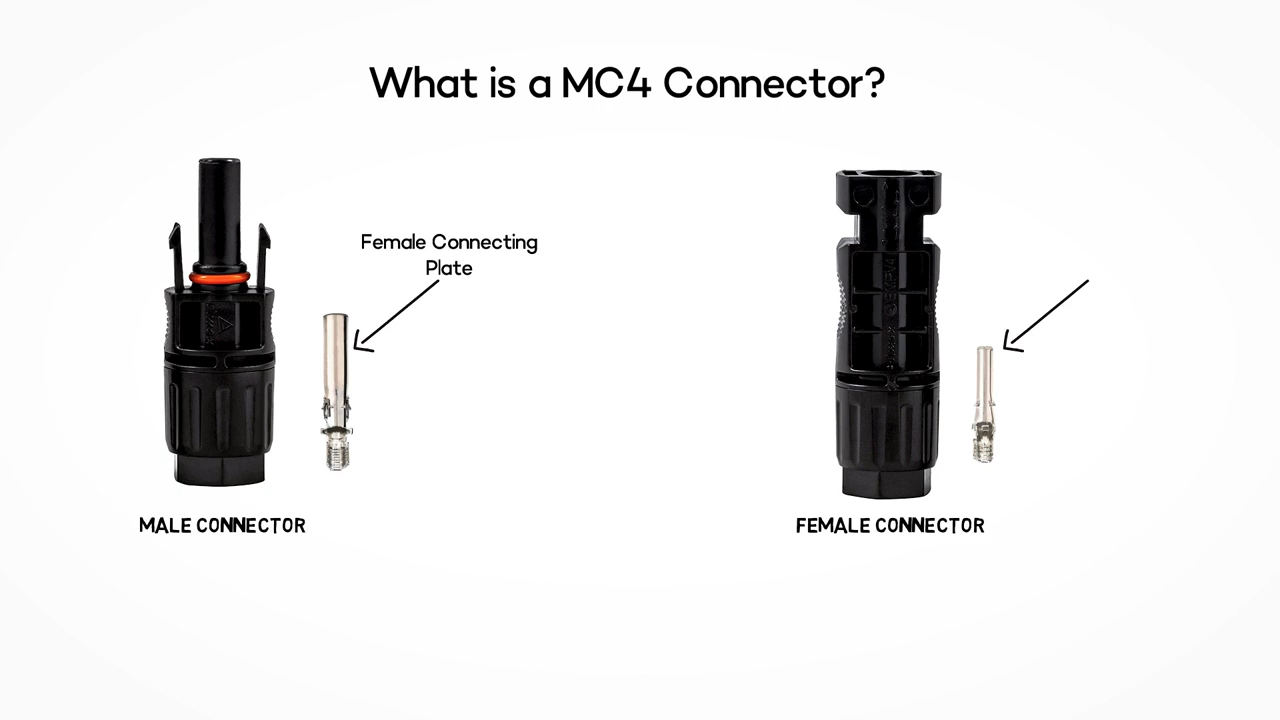 What is a MC4 Connector?
Female Connecting
Plate
MALE CONNECTOR
FEMALE CONNECTOR